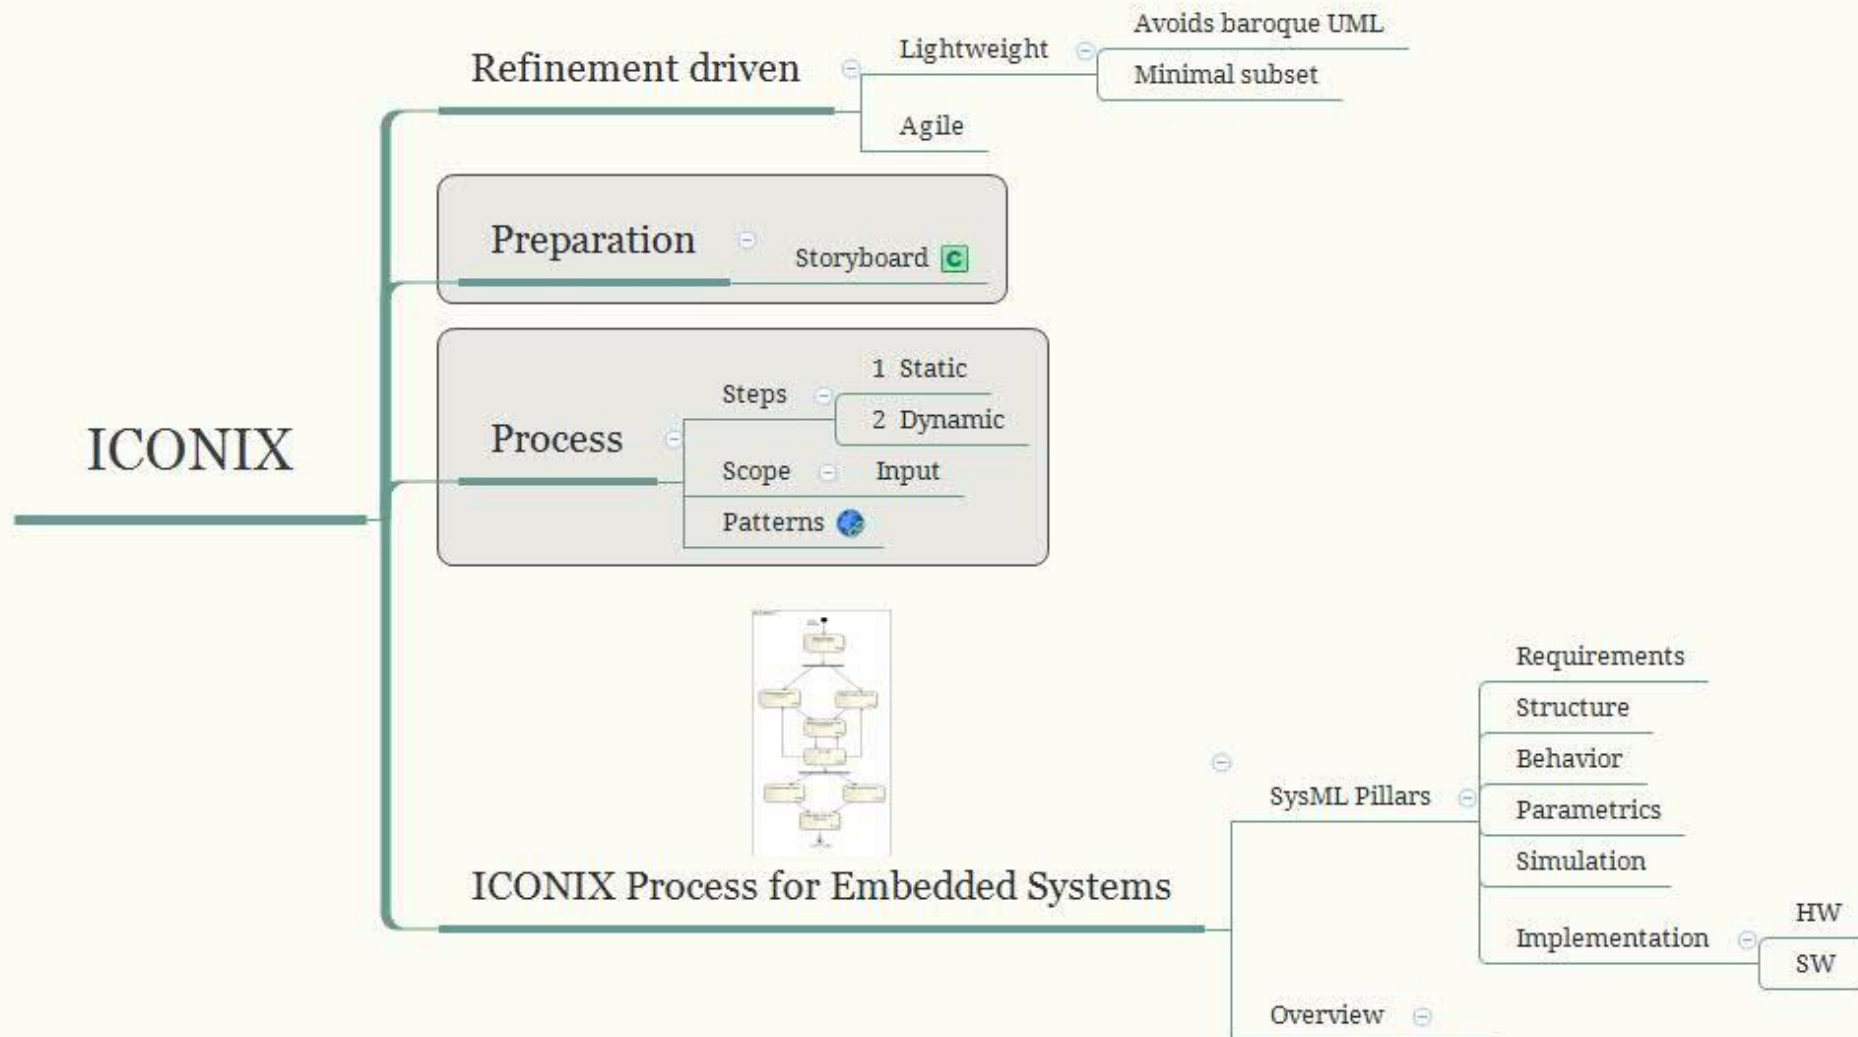 Avoids baroque UML
Lightweight
Refinement driven
Minimal subset
Agile
Preparation
Storyboard C
1 Static
Steps
2 Dynamic
Process
ICONIX
Scope
Input
Patterns
Requirements
Structure
Behavior
SysML Pillars
Parametrics
Simulation
ICONIX Process for Embedded Systems
HW
Implementation
SW
Overview